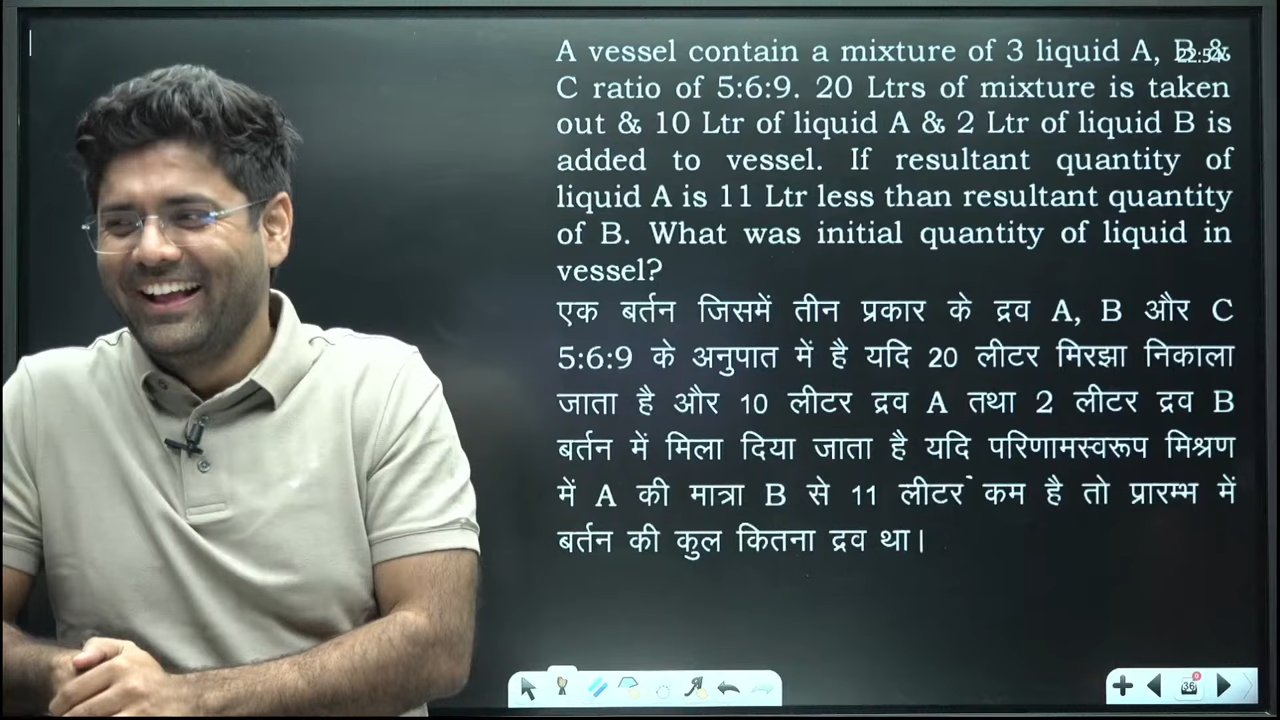 A vessel contain a mixture of 3 liquid A, B &
22:54
C ratio of 5:6:9. 20 Ltrs of mixture is taken
out & 10 Ltr of liquid A & 2 Ltr of liquid B is
added to vessel. If resultant quantity of
liquid A is 11 Ltr less than resultant quantity
of B. What was initial quantity of liquid in
vessel?
एक बर्तन जिसमें तीन प्रकार के द्रव A, B और C
5:6:9 के अनुपात में है यदि 20 लीटर मिरझा निकाला
जाता है और 10 लीटर द्रव A तथा 2 लीटर द्रव B
बर्तन में मिला दिया जाता है यदि परिणामस्वरूप मिश्रण
में A की मात्रा B से 11 लीटर कम है तो प्रारम्भ में
बर्तन की कुल कितना द्रव था।
36